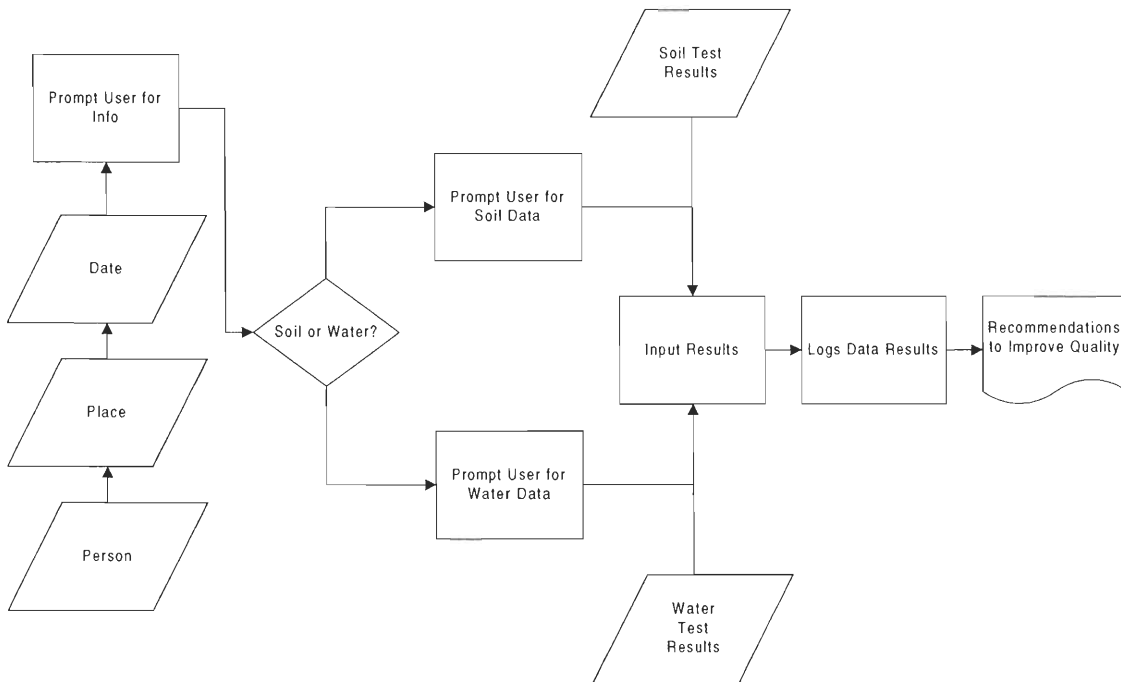 Prompt User for
Info
Date
Place
Person
Soil or Water?
Prompt User for
Soil Data
Prompt User for
Water Data
Soil Test
Results
Water
Test
Results
Input Results
Logs Data Results
Recommendations
to Improve Quality